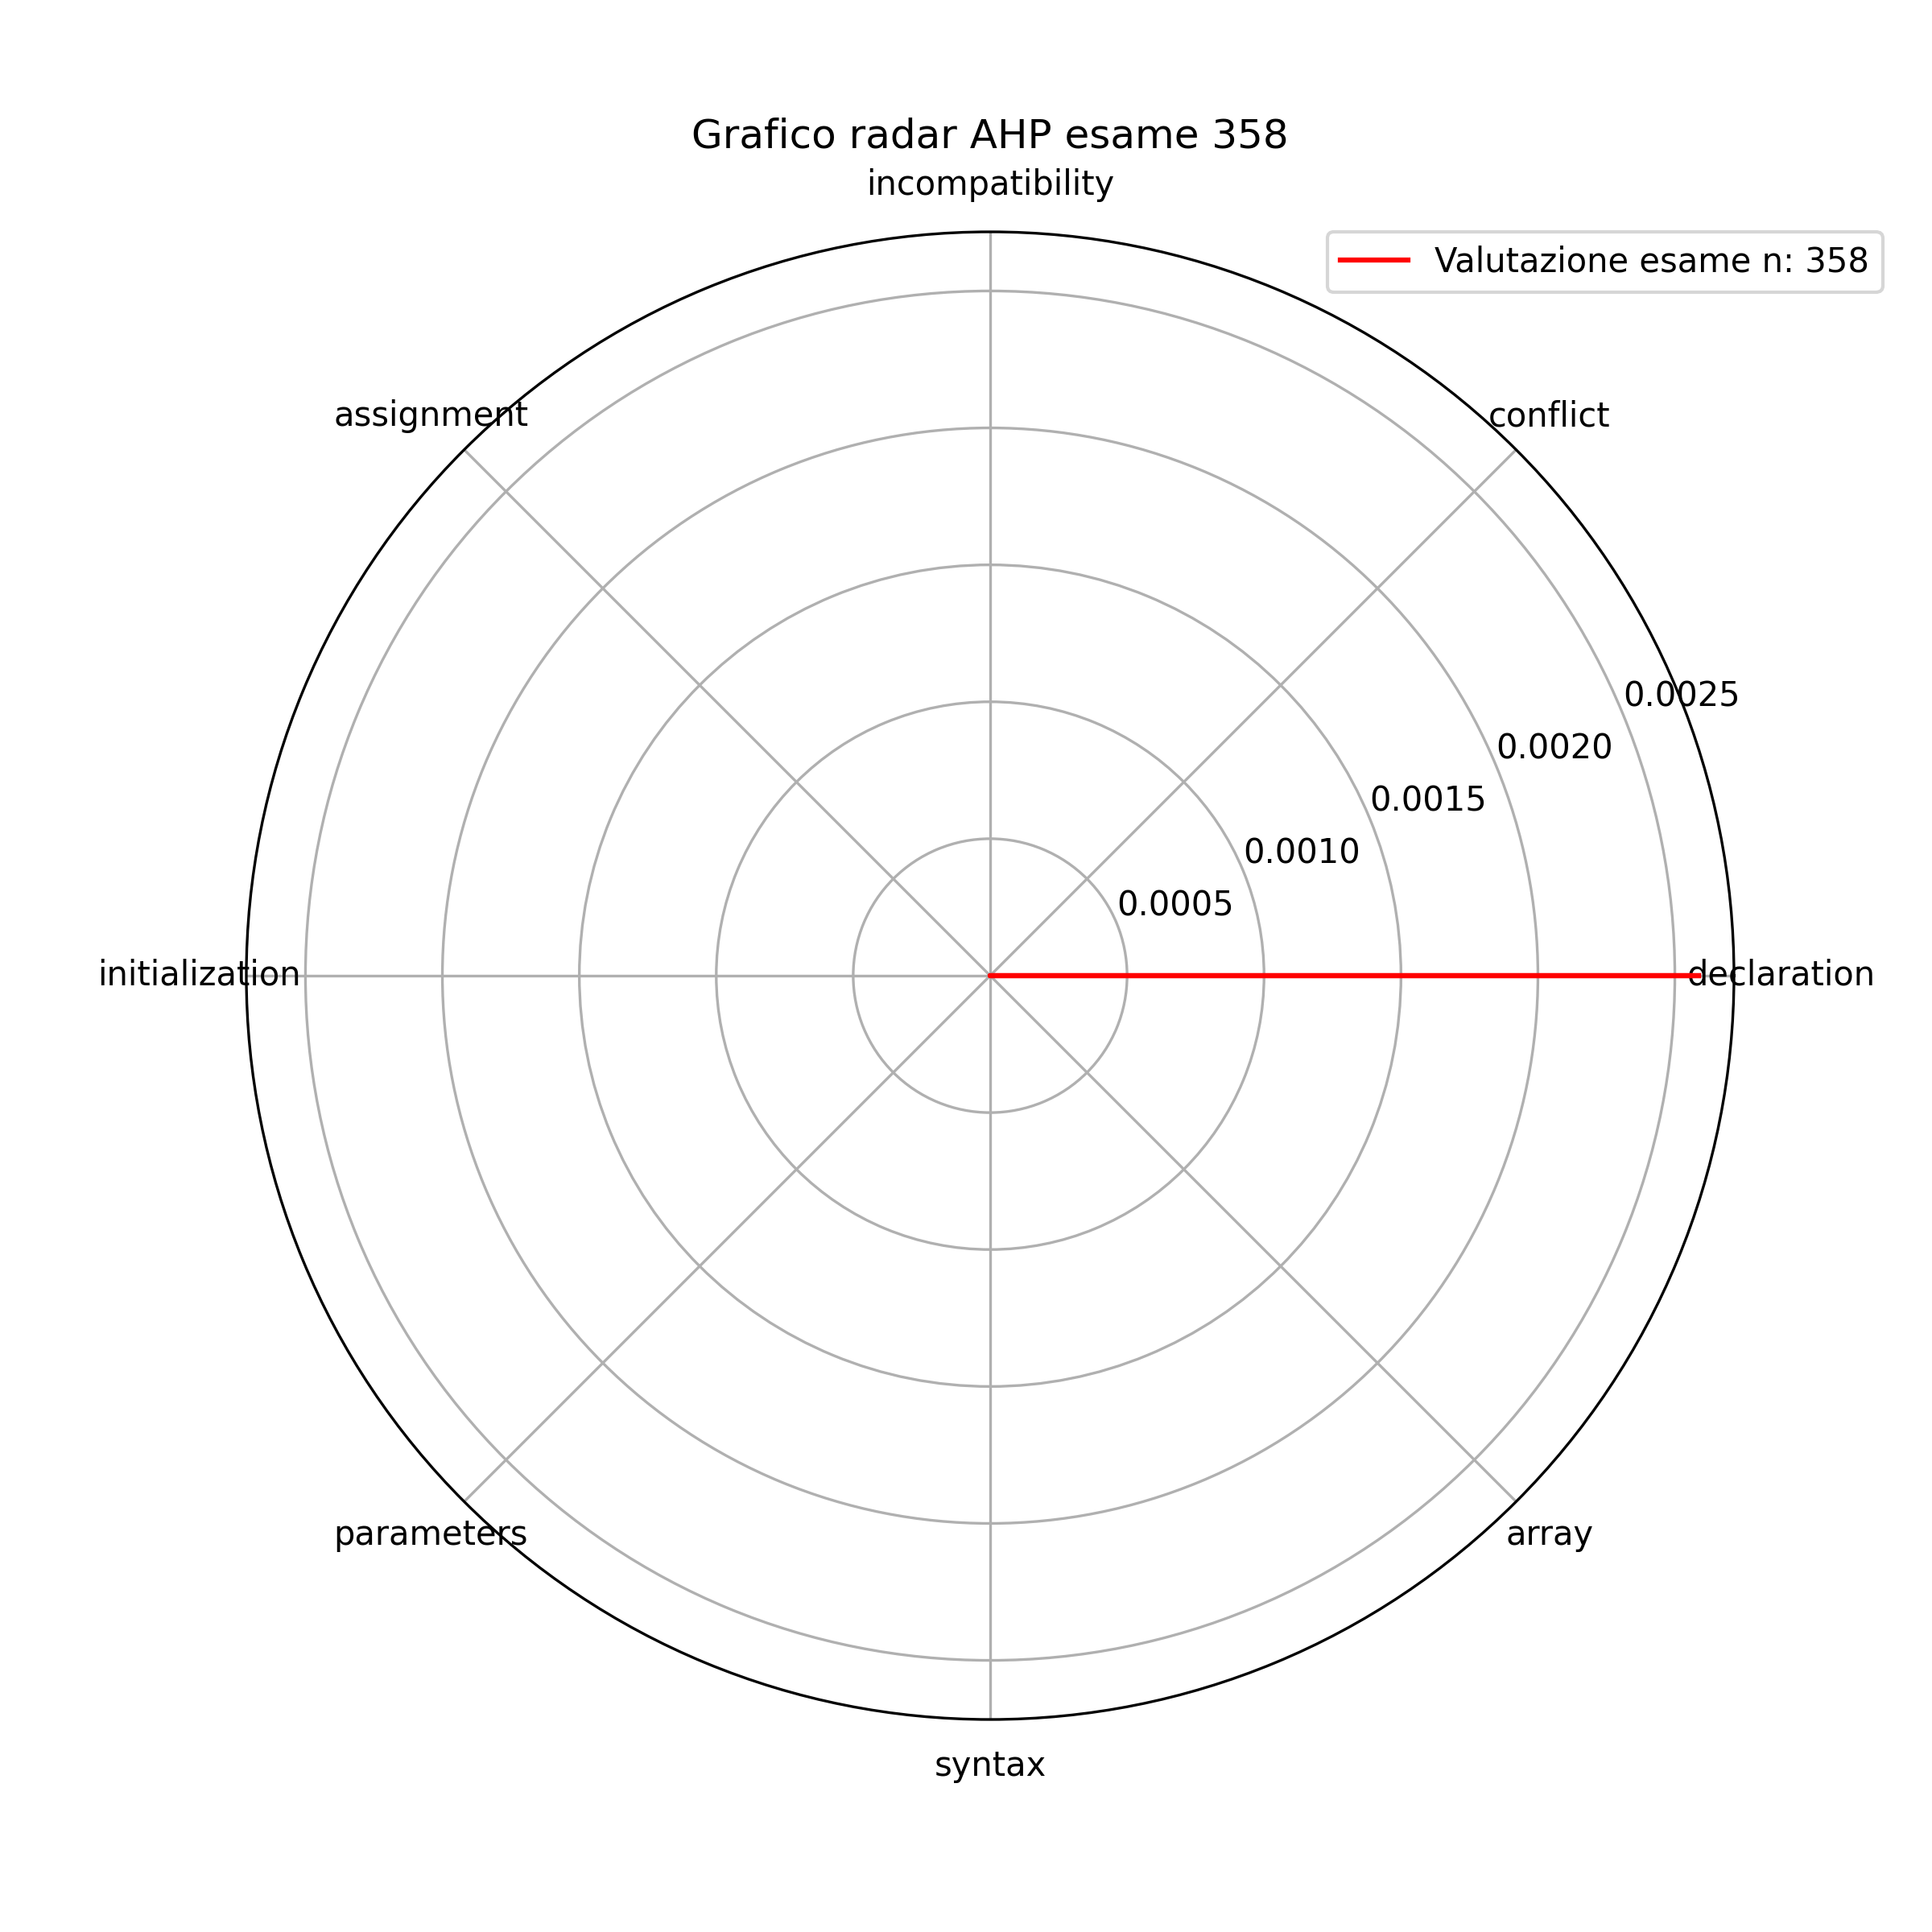 Grafico radar AHP esame 358
incompatibility
Valutazione esame n: 358
assignment
conflict
0.0025
0.0020
0.0015
0.0010
0.0005
initialization
declaration
parameters
array
syntax